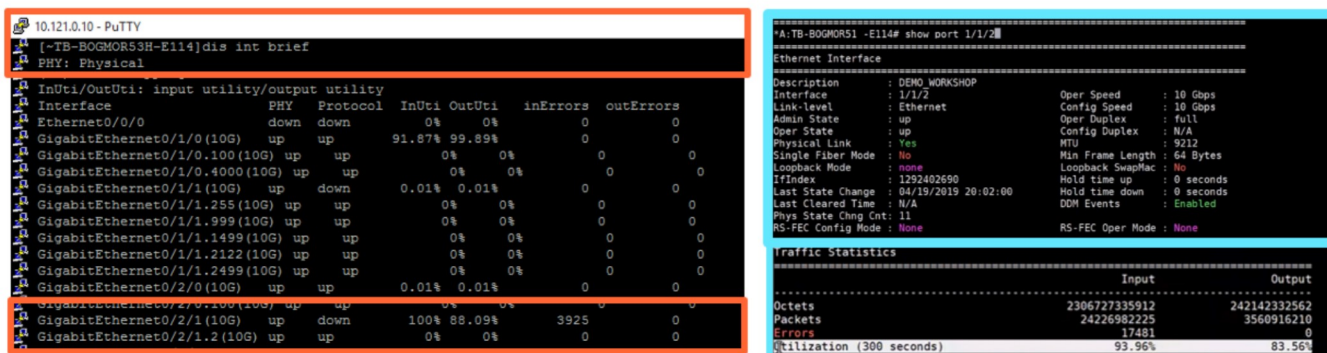 10.121.0.10 - PuTTY
[~TB-BOGMOR53H-E114]dis int brief
PHY: Physical
InUti/OutUti: input utility/output utility
Interface PHY Protocol InUti OutUti inErrors outErrors
Ethernet0/0/0 down down 0% 0% 0 0
GigabitEthernet0/1/0(10G) up up 91.87% 99.89% 0 0
GigabitEthernet0/1/0.100(10G) up up 0% 0% 0 0
GigabitEthernet0/1/0.4000(10G) up up 0% 0% 0 0
GigabitEthernet0/1/1(10G) up down 0.01% 0.01% 0 0
GigabitEthernet0/1/1.255(10G) up up 0% 0% 0 0
GigabitEthernet0/1/1.999(10G) up up 0% 0% 0 0
GigabitEthernet0/1/1.1499(10G) up up 0% 0% 0 0
GigabitEthernet0/1/1.2122(10G) up up 0% 0% 0 0
GigabitEthernet0/1/1.2499(10G) up up 0% 0% 0 0
GigabitEthernet0/2/0(10G) up up 0.01% 0.01% 0 0
GigabitEthernet0/2/0.100(10G) up up 0% 0% 0 0
GigabitEthernet0/2/1(10G) up down 100% 88.09% 3925 0
GigabitEthernet0/2/1.2(10G) up up 0% 0% 0 0
*A:TB-BOGMOR51 -E114# show port 1/1/2
Ethernet Interface
Description : DEMO_WORKSHOP
Interface : 1/1/2 Oper Speed : 10 Gbps
Link-level : Ethernet Config Speed : 10 Gbps
Admin State : up Oper Duplex : full
Oper State : up Config Duplex : N/A
Physical Link : Yes MTU : 9212
Single Fiber Mode : No Min Frame Length : 64 Bytes
Loopback Mode : none Loopback SwapMac : No
IfIndex : 1292402690 Hold time up : 0 seconds
Last State Change : 04/19/2019 20:02:00 Hold time down : 0 seconds
Last Cleared Time : N/A DDM Events : Enabled
Phys State Chng Cnt: 11
RS-FEC Config Mode : None RS-FEC Oper Mode : None
Traffic Statistics
Input Output
Octets 2306727335912 242142332562
Packets 24226982225 3560916210
Errors 17481 0
Utilization (300 seconds) 93.96% 83.56%